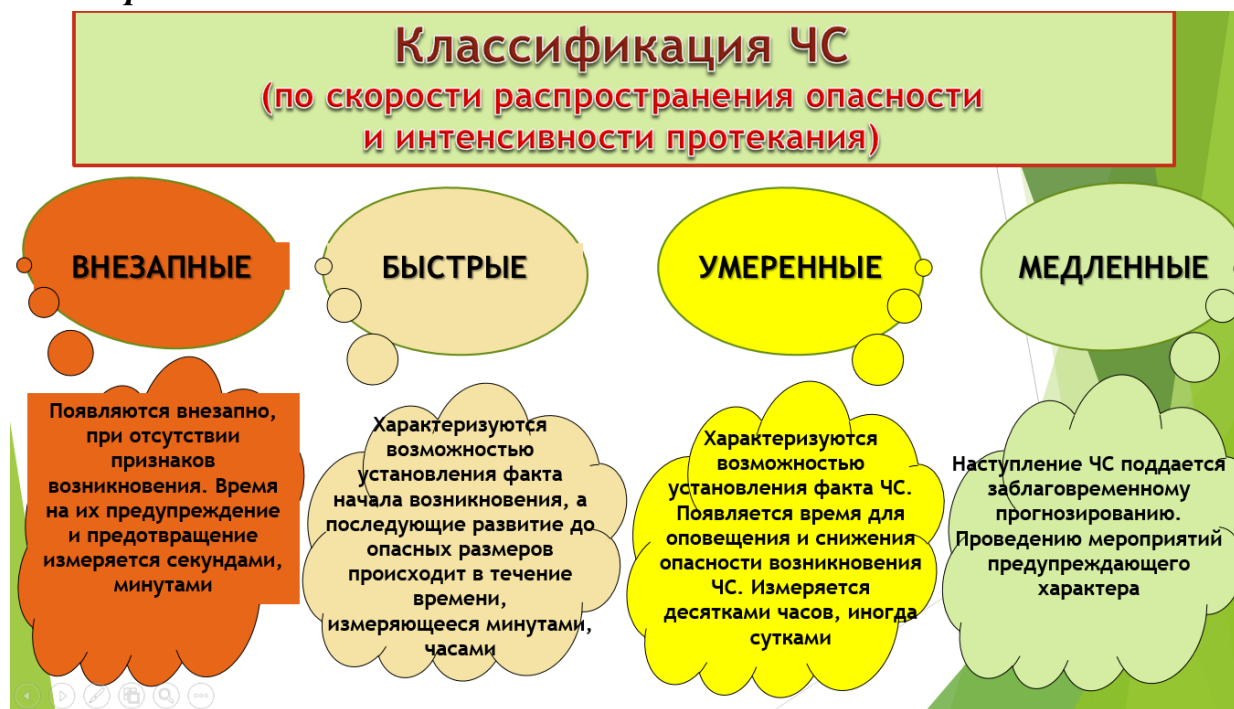 Классификация ЧС
(по скорости распространения опасности
и интенсивности протекания)
ВНЕЗАПНЫЕ
Появляются внезапно,
при отсутствии
признаков
возникновения. Время
на их предупреждение
и предотвращение
измеряется секундами,
минутами
БЫСТРЫЕ
Характеризуются
возможностью
установления факта
начала возникновения, а
последующие развитие до
опасных размеров
происходит в течение
времени,
измеряющееся минутами,
часами
УМЕРЕННЫЕ
Характеризуются
возможностью
установления факта ЧС.
Появляется время для
оповещения и снижения
опасности возникновения
ЧС. Измеряется
десятками часов, иногда
сутками
МЕДЛЕННЫЕ
Наступление ЧС поддается
заблаговременному
прогнозированию.
Проведению мероприятий
предупреждающего
характера